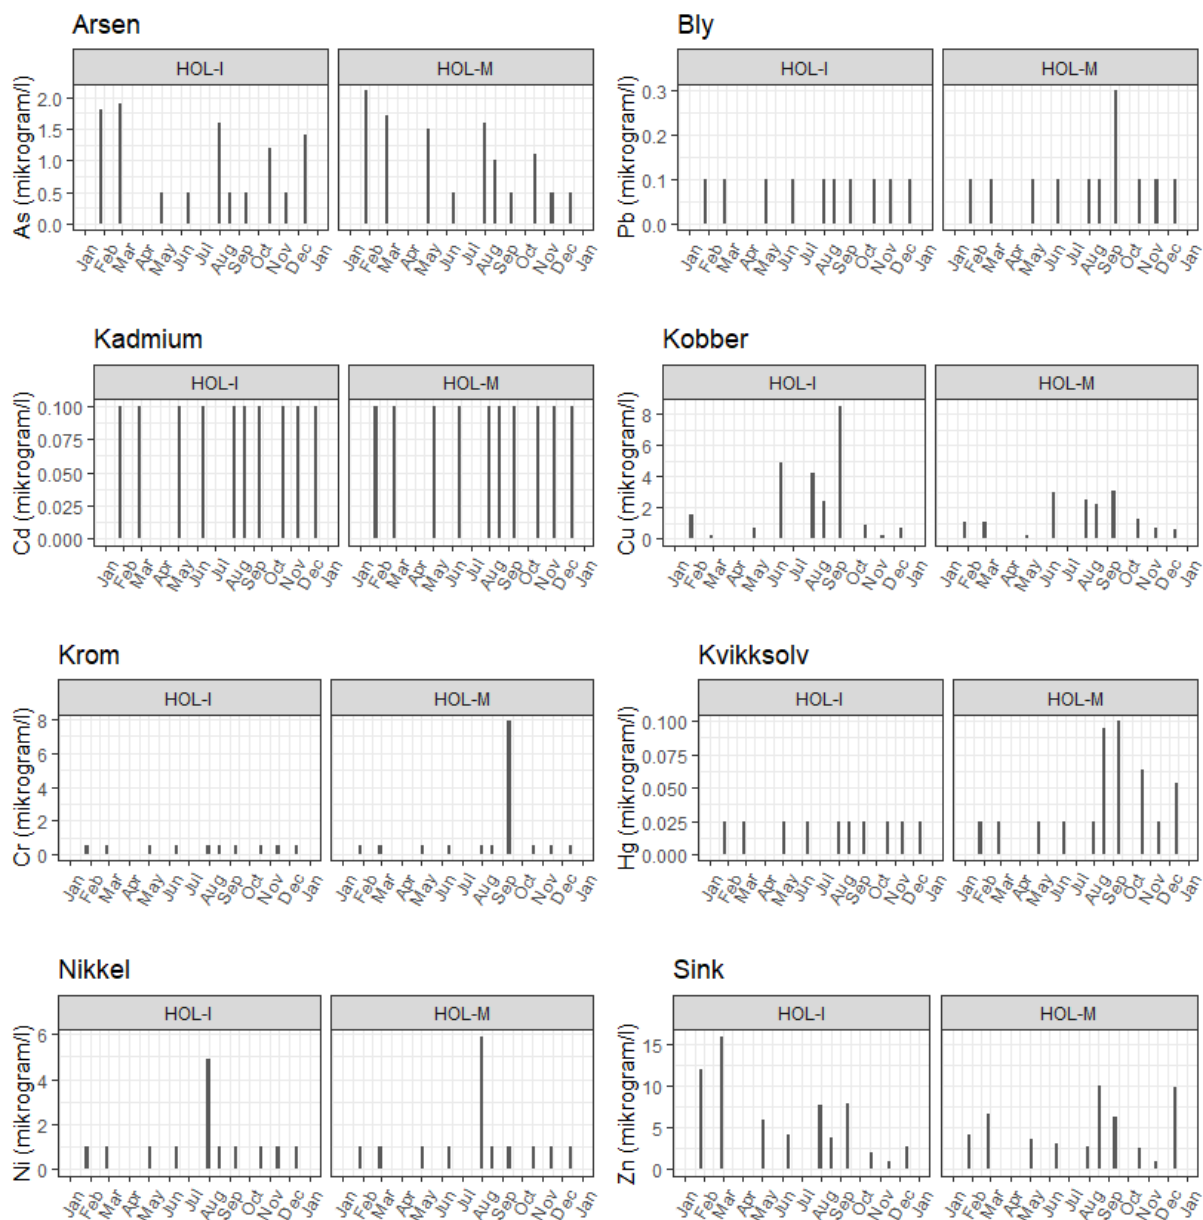 Arsen
HOL-I HOL-M
As (mikrogram/l)
2.0
1.5
1.0
0.5
0.0
Jan Feb Mar Apr May Jun Jul Aug Sep Oct Nov Dec Jan
Jan Feb Mar Apr May Jun Jul Aug Sep Oct Nov Dec Jan
Bly
HOL-I HOL-M
Pb (mikrogram/l)
0.3
0.2
0.1
0.0
Jan Feb Mar Apr May Jun Jul Aug Sep Oct Nov Dec Jan
Jan Feb Mar Apr May Jun Jul Aug Sep Oct Nov Dec Jan
Kadmium
HOL-I HOL-M
Cd (mikrogram/l)
0.100
0.075
0.050
0.025
0.000
Jan Feb Mar Apr May Jun Jul Aug Sep Oct Nov Dec Jan
Jan Feb Mar Apr May Jun Jul Aug Sep Oct Nov Dec Jan
Kobber
HOL-I HOL-M
Cu (mikrogram/l)
8
6
4
2
0
Jan Feb Mar Apr May Jun Jul Aug Sep Oct Nov Dec Jan
Jan Feb Mar Apr May Jun Jul Aug Sep Oct Nov Dec Jan
Krom
HOL-I HOL-M
Cr (mikrogram/l)
8
6
4
2
0
Jan Feb Mar Apr May Jun Jul Aug Sep Oct Nov Dec Jan
Jan Feb Mar Apr May Jun Jul Aug Sep Oct Nov Dec Jan
Kvikksolv
HOL-I HOL-M
Hg (mikrogram/l)
0.100
0.075
0.050
0.025
0.000
Jan Feb Mar Apr May Jun Jul Aug Sep Oct Nov Dec Jan
Jan Feb Mar Apr May Jun Jul Aug Sep Oct Nov Dec Jan
Nikkel
HOL-I HOL-M
Ni (mikrogram/l)
6
4
2
0
Jan Feb Mar Apr May Jun Jul Aug Sep Oct Nov Dec Jan
Jan Feb Mar Apr May Jun Jul Aug Sep Oct Nov Dec Jan
Sink
HOL-I HOL-M
Zn (mikrogram/l)
15
10
5
0
Jan Feb Mar Apr May Jun Jul Aug Sep Oct Nov Dec Jan
Jan Feb Mar Apr May Jun Jul Aug Sep Oct Nov Dec Jan